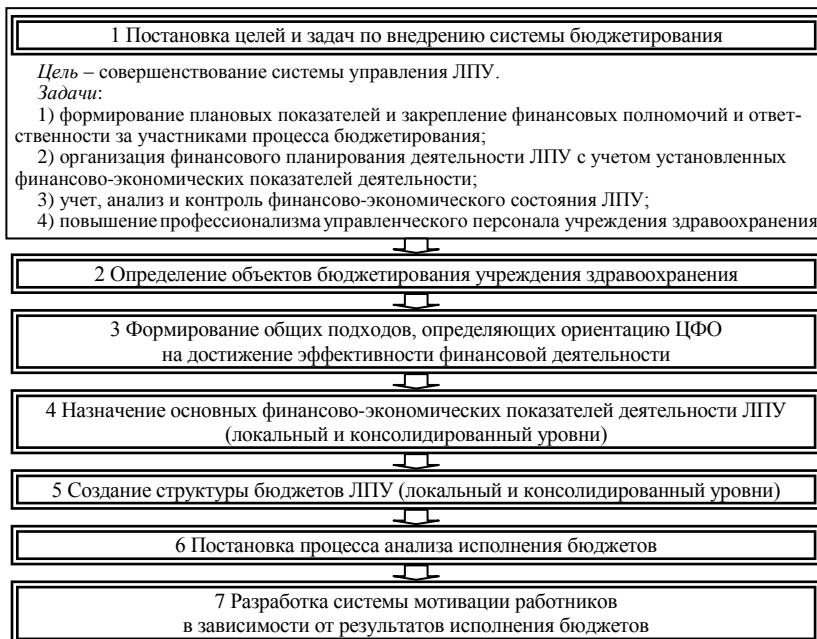 1 Постановка целей и задач по внедрению системы бюджетирования
Цель – совершенствование системы управления ЛПУ.
Задачи:
1) формирование плановых показателей и закрепление финансовых полномочий и ответ-
ственности за участниками процесса бюджетирования;
2) организация финансового планирования деятельности ЛПУ с учетом установленных
финансово-экономических показателей деятельности;
3) учет, анализ и контроль финансово-экономического состояния ЛПУ;
4) повышение профессионализма управленческого персонала учреждения здравоохранения
2 Определение объектов бюджетирования учреждения здравоохранения
3 Формирование общих подходов, определяющих ориентацию ЦФО
на достижение эффективности финансовой деятельности
4 Назначение основных финансово-экономических показателей деятельности ЛПУ
(локальный и консолидированный уровни)
5 Создание структуры бюджетов ЛПУ (локальный и консолидированный уровни)
6 Постановка процесса анализа исполнения бюджетов
7 Разработка системы мотивации работников
в зависимости от результатов исполнения бюджетов